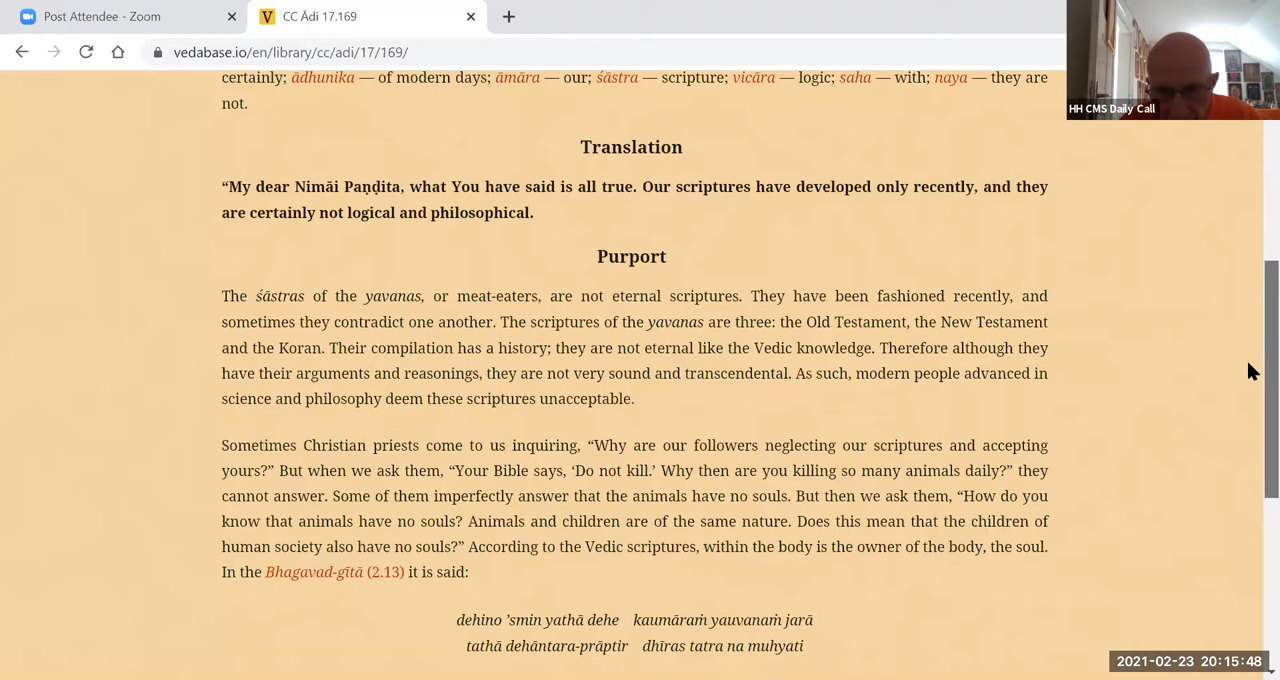 Post Attendee - Zoom
CC Ādi 17.169
vedabase.io/en/library/cc/adi/17/169/
HH CMS Daily Call
certainly; ādhunika — of modern days; āmāra — our; śāstra — scripture; vicāra — logic; saha — with; naya — they are
not.
Translation
“My dear Nimāi Paṇḍita, what You have said is all true. Our scriptures have developed only recently, and they
are certainly not logical and philosophical.
Purport
The śāstras of the yavanas, or meat-eaters, are not eternal scriptures. They have been fashioned recently, and
sometimes they contradict one another. The scriptures of the yavanas are three: the Old Testament, the New Testament
and the Koran. Their compilation has a history; they are not eternal like the Vedic knowledge. Therefore although they
have their arguments and reasonings, they are not very sound and transcendental. As such, modern people advanced in
science and philosophy deem these scriptures unacceptable.
Sometimes Christian priests come to us inquiring, “Why are our followers neglecting our scriptures and accepting
yours?” But when we ask them, “Your Bible says, ‘Do not kill.’ Why then are you killing so many animals daily?” they
cannot answer. Some of them imperfectly answer that the animals have no souls. But then we ask them, “How do you
know that animals have no souls? Animals and children are of the same nature. Does this mean that the children of
human society also have no souls?” According to the Vedic scriptures, within the body is the owner of the body, the soul.
In the Bhagavad-gītā (2.13) it is said:
dehino ’smin yathā dehe kaumāraṁ yauvanaṁ jarā
tathā dehāntara-prāptir dhīras tatra na muhyati
2021-02-23 20:15:48